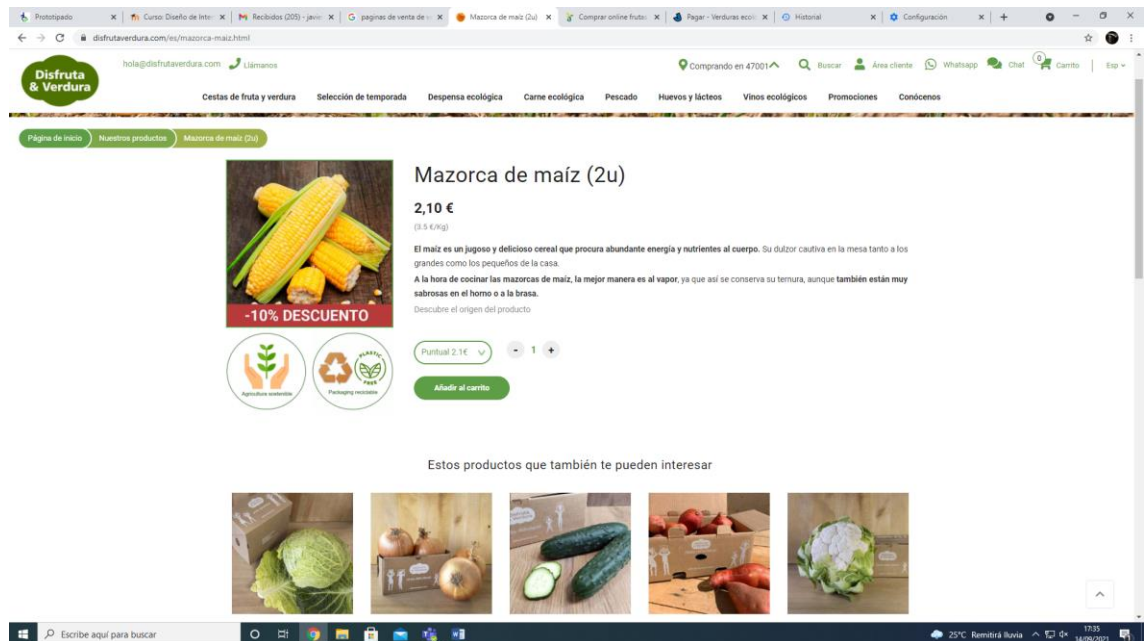 Prototipado
Curso: Diseño de Inter
Recibidos (205) - javie
paginas de venta de
Mazorca de maíz (2u)
Comprar online frutas
Pagar - Verduras ecoló
Historial
Configuración
disfrutaverdura.com/es/mazorca-maiz.html
Disfruta
& Verdura
hola@disfrutaverdura.com Llámanos
Comprando en 47001 Buscar Área cliente Whatsapp Chat 0 Carrito Esp
Cestas de fruta y verdura Selección de temporada Despensa ecológica Carne ecológica Pescado Huevos y lácteos Vinos ecológicos Promociones Conócenos
Página de inicio Nuestros productos Mazorca de maíz (2u)
Mazorca de maíz (2u)
2,10 €
(3.5 €/Kg)
El maíz es un jugoso y delicioso cereal que procura abundante energía y nutrientes al cuerpo. Su dulzor cautiva en la mesa tanto a los
grandes como los pequeños de la casa.
A la hora de cocinar las mazorcas de maíz, la mejor manera es al vapor, ya que así se conserva su ternura, aunque también están muy
sabrosas en el horno o a la brasa.
Descubre el origen del producto
-10% DESCUENTO
Agricultura sostenible
PLASTIC
FREE
Packaging reciclable
Puntual 2.1€ - 1 +
Añadir al carrito
Estos productos que también te pueden interesar
Escribe aquí para buscar
25°C Remitirá lluvia
17:35
14/09/2021